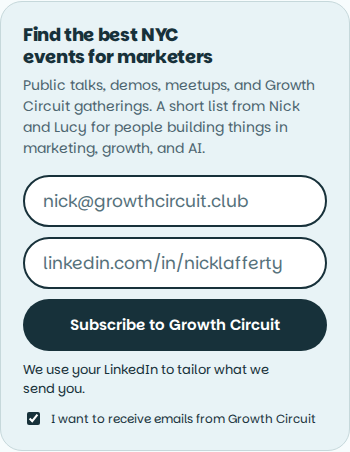 Find the best NYC
events for marketers
Public talks, demos, meetups, and Growth
Circuit gatherings. A short list from Nick
and Lucy for people building things in
marketing, growth, and AI.
nick@growthcircuit.club
linkedin.com/in/nicklafferty
Subscribe to Growth Circuit
We use your LinkedIn to tailor what we
send you.
I want to receive emails from Growth Circuit